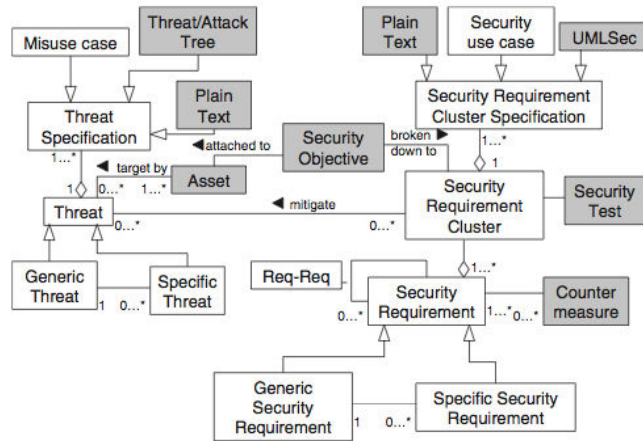 Misuse case
Threat/Attack
Tree
Plain
Text
Security
use case
UMLSec
Threat
Specification
Plain
Text
Security Requirement
Cluster Specification
◀attached to
Security
Objective
broken ▶
down to
1...*
1
◀ target by
0...*
1...*
Asset
1...*
1
Threat
◀ mitigate
0...*
0...*
Security
Requirement
Cluster
Security
Test
Generic
Threat
1
0...*
Specific
Threat
Req-Req
0...*
1...*
Security
Requirement
1...*
0...*
Counter
measure
Generic
Security
Requirement
1
0...*
Specific Security
Requirement